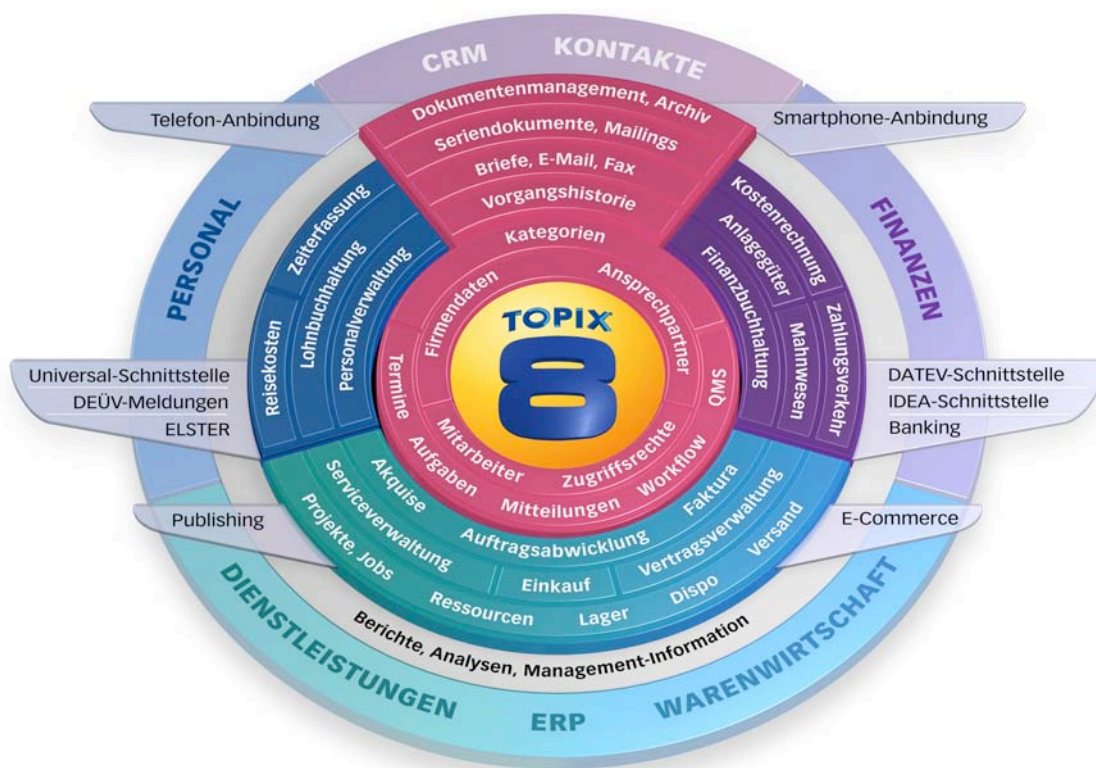 CRM KONTAKTE
Dokumentenmanagement, Archiv
Seriendokumente, Mailings
Briefe, E-Mail, Fax
Vorgangshistorie
Kategorien
Telefon-Anbindung
Smartphone-Anbindung
PERSONAL
Zeiterfassung
Reisekosten
Lohnbuchhaltung
Personalverwaltung
FINANZEN
Kostenrechnung
Anlagegüter
Finanzbuchhaltung
Zahlungsverkehr
Mahnwesen
Firmendaten
Ansprechpartner
TOPIX®
8
Termine
QMS
Mitarbeiter
Zugriffsrechte
Aufgaben
Mitteilungen
Workflow
Universal-Schnittstelle
DEÜV-Meldungen
ELSTER
DATEV-Schnittstelle
IDEA-Schnittstelle
Banking
Publishing
E-Commerce
Akquise
Auftragsabwicklung
Faktura
Serviceverwaltung
Einkauf
Vertragsverwaltung
Projekte, Jobs
Ressourcen
Lager
Dispo
Versand
Berichte, Analysen, Management-Information
DIENSTLEISTUNGEN
ERP
WARENWIRTSCHAFT